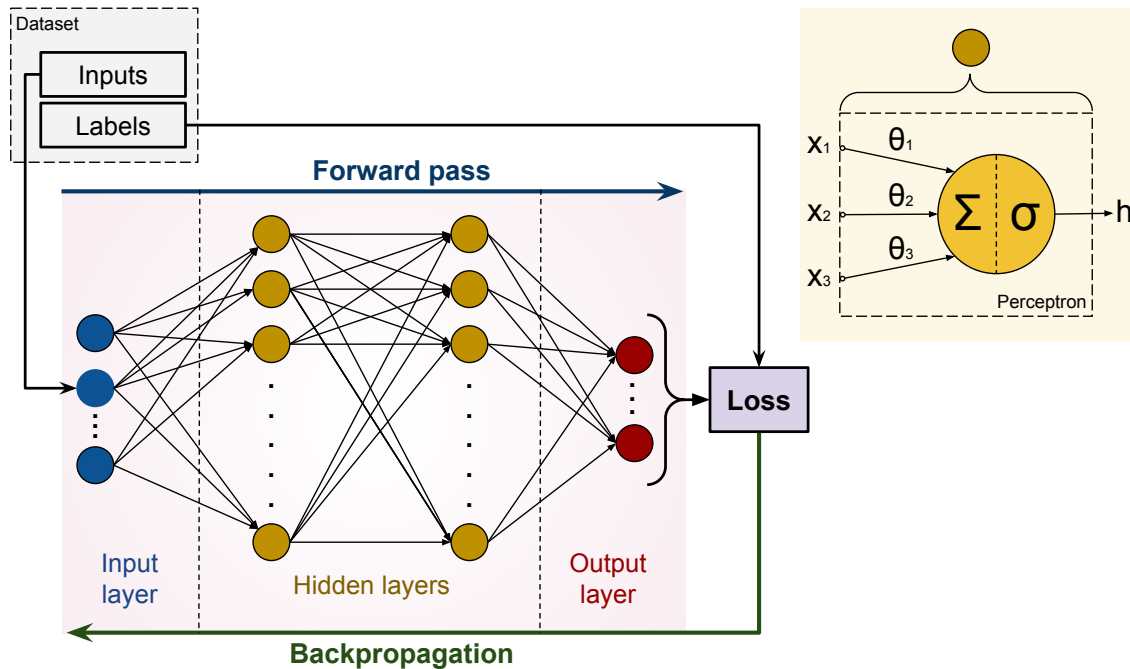 Dataset
Inputs
Labels
Forward pass
Input
layer
Hidden layers
Output
layer
Loss
Backpropagation
x1
θ1
x2
θ2
x3
θ3
Σ
σ
h
Perceptron